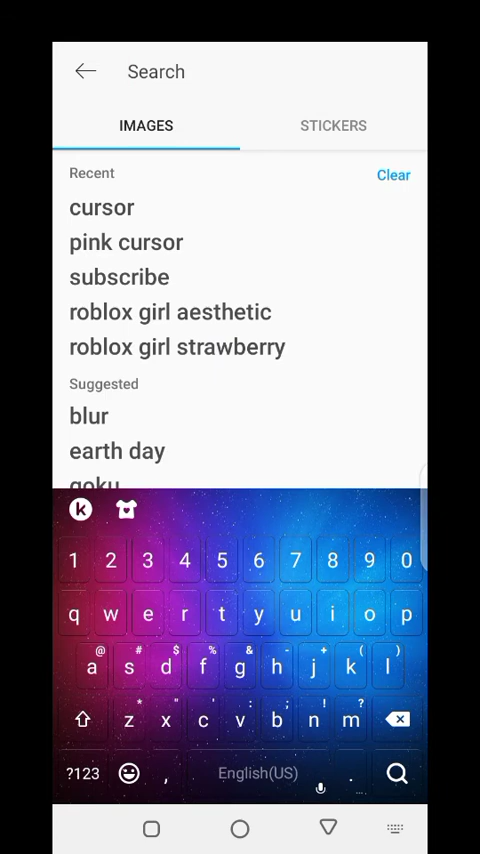 Search
IMAGES STICKERS
Recent Clear
cursor
pink cursor
subscribe
roblox girl aesthetic
roblox girl strawberry
Suggested
blur
earth day
goku
k
1 2 3 4 5 6 7 8 9 0
q w e r t y u i o p
@ # $ % & - + ( )
a s d f g h j k l
* " ' : ; ! ?
z x c v b n m
?123 , English(US) .